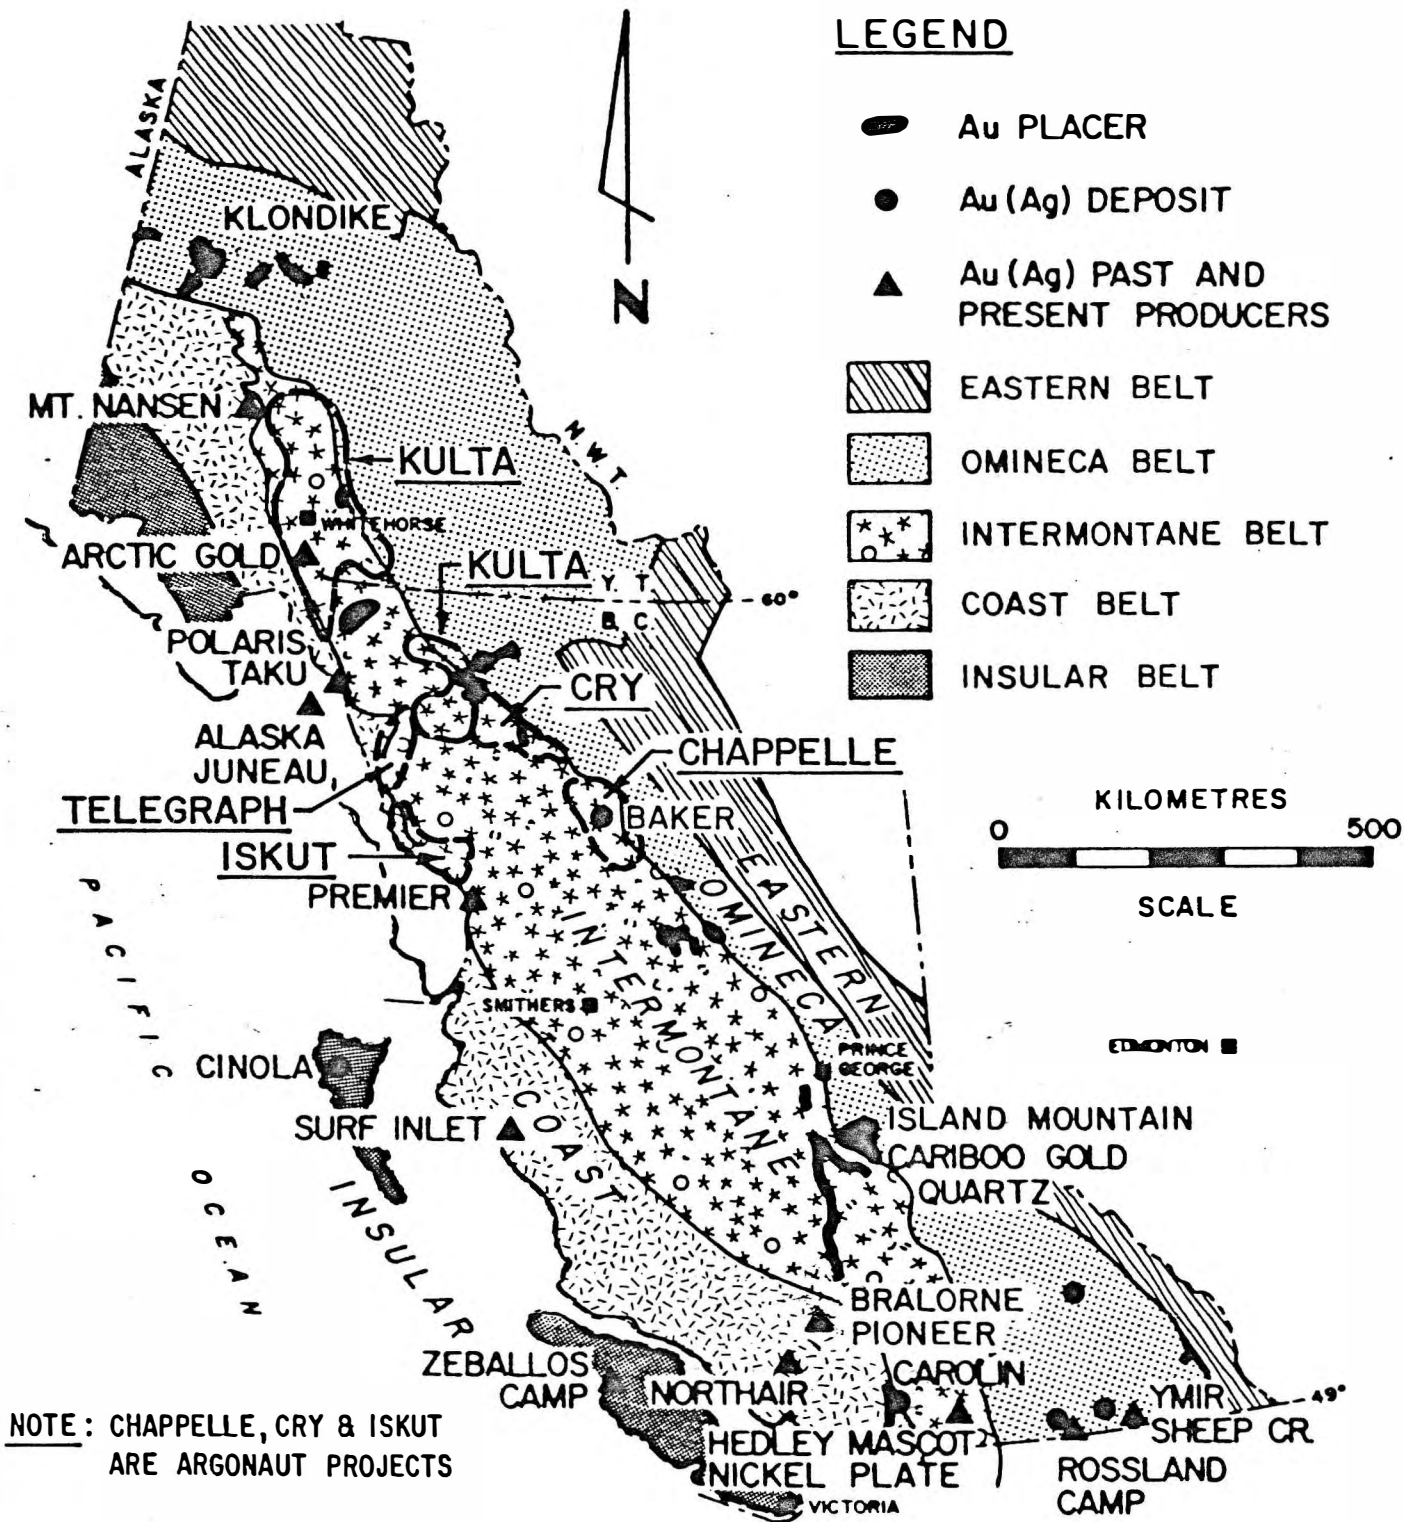 LEGEND
Au PLACER
Au (Ag) DEPOSIT
Au (Ag) PAST AND
PRESENT PRODUCERS
EASTERN BELT
OMINECA BELT
INTERMONTANE BELT
COAST BELT
INSULAR BELT
KILOMETRES
0 500
SCALE
N
ALASKA
KLONDIKE
MT. NANSEN
KULTA
N.W.T.
WHITEHORSE
ARCTIC GOLD
KULTA
Y. T.
60°
B. C.
POLARIS
TAKU
CRY
ALASKA
JUNEAU
CHAPPELLE
TELEGRAPH
BAKER
ISKUT
PREMIER
EASTERN
OMINECA
INTERMONTANE
PACIFIC
OCEAN
SMITHERS
EDMONTON
PRINCE
GEORGE
CINOLA
SURF INLET
COAST
INSULAR
ISLAND MOUNTAIN
CARIBOO GOLD
QUARTZ
BRALORNE
PIONEER
ZEBALLOS
CAMP
NORTHAIR
CAROLIN
49°
YMIR
SHEEP CR.
HEDLEY MASCOT
NICKEL PLATE
ROSSLAND
CAMP
VICTORIA
NOTE: CHAPPELLE, CRY & ISKUT
ARE ARGONAUT PROJECTS